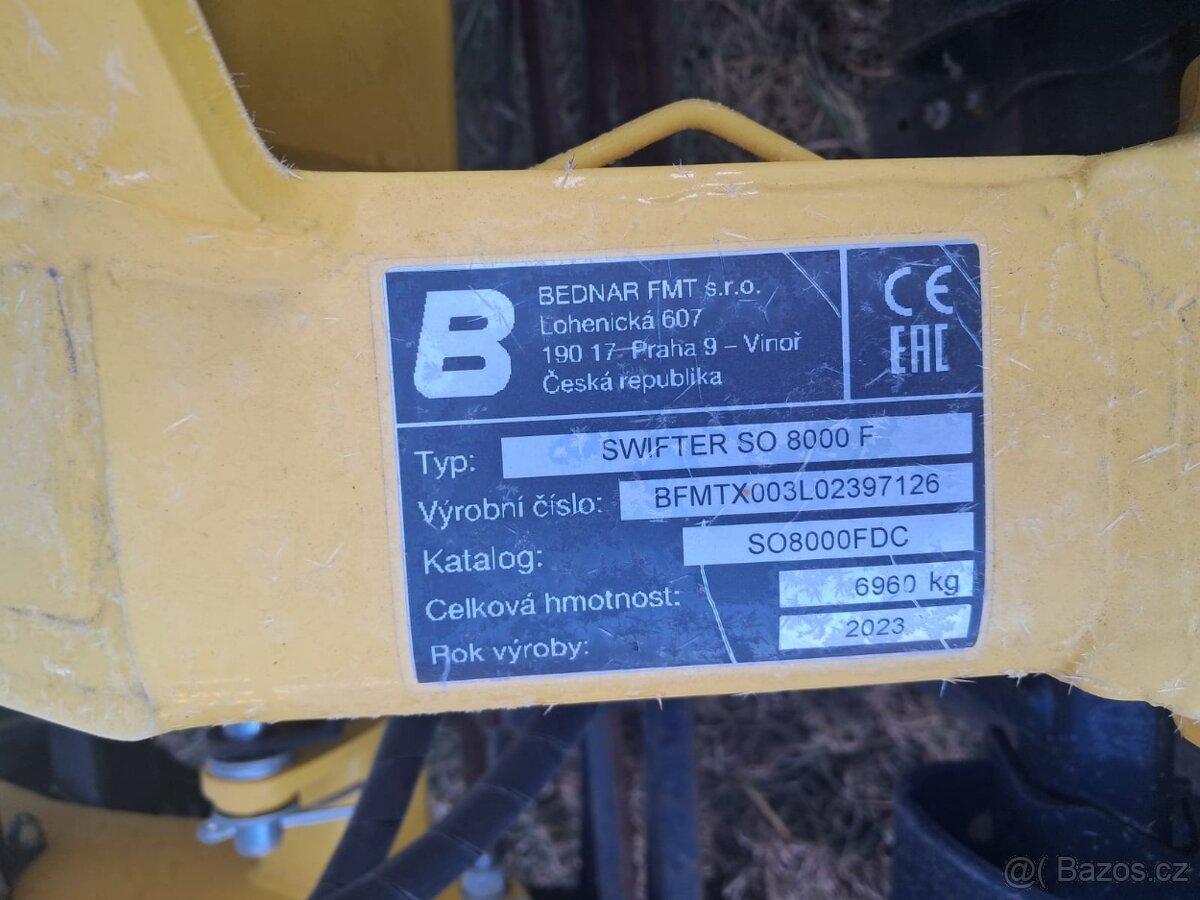 B
BEDNAR FMT s.r.o.
Lohenická 607
190 17 Praha 9 – Vinoř
Česká republika
CE
EAC
Typ: SWIFTER SO 8000 F
Výrobní číslo: BFMTX003L02397126
Katalog: SO8000FDC
Celková hmotnost: 6960 kg
Rok výroby: 2023
@( Bazos.cz